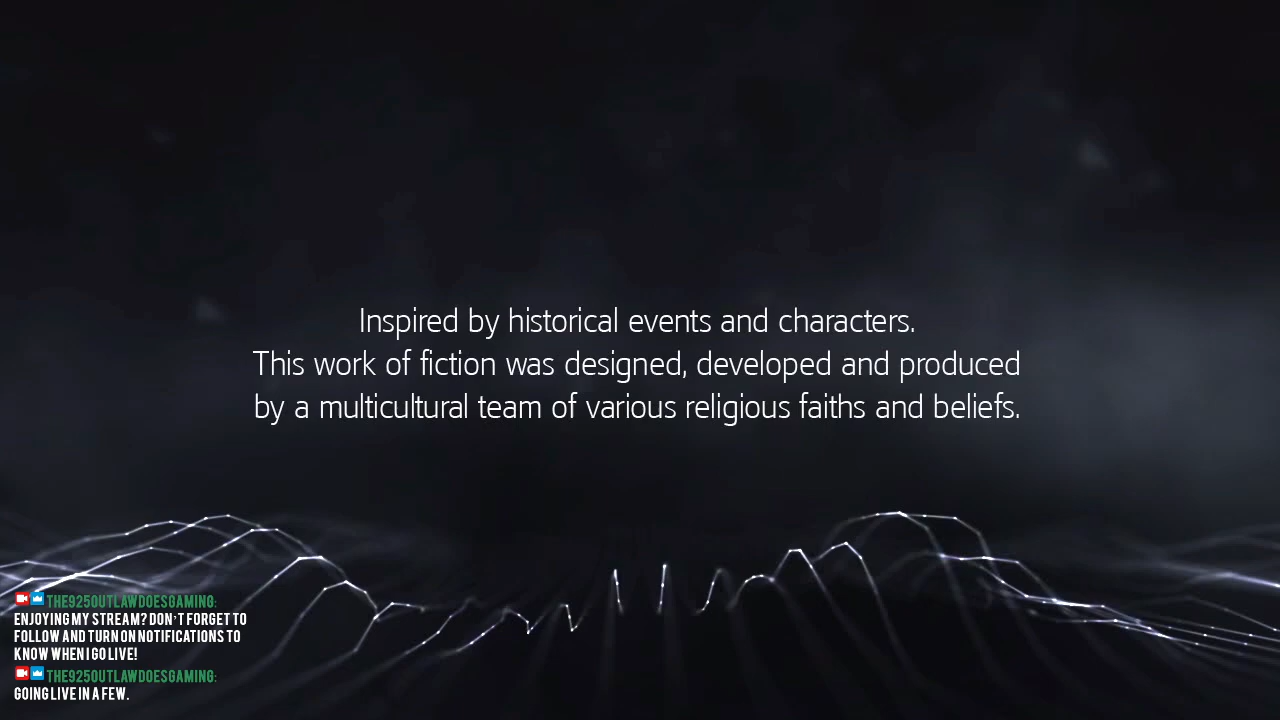 Inspired by historical events and characters.
This work of fiction was designed, developed and produced
by a multicultural team of various religious faiths and beliefs.
THE925OUTLAWDOESGAMING:
ENJOYING MY STREAM? DON'T FORGET TO
FOLLOW AND TURN ON NOTIFICATIONS TO
KNOW WHEN I GO LIVE!
THE925OUTLAWDOESGAMING:
GOING LIVE IN A FEW.